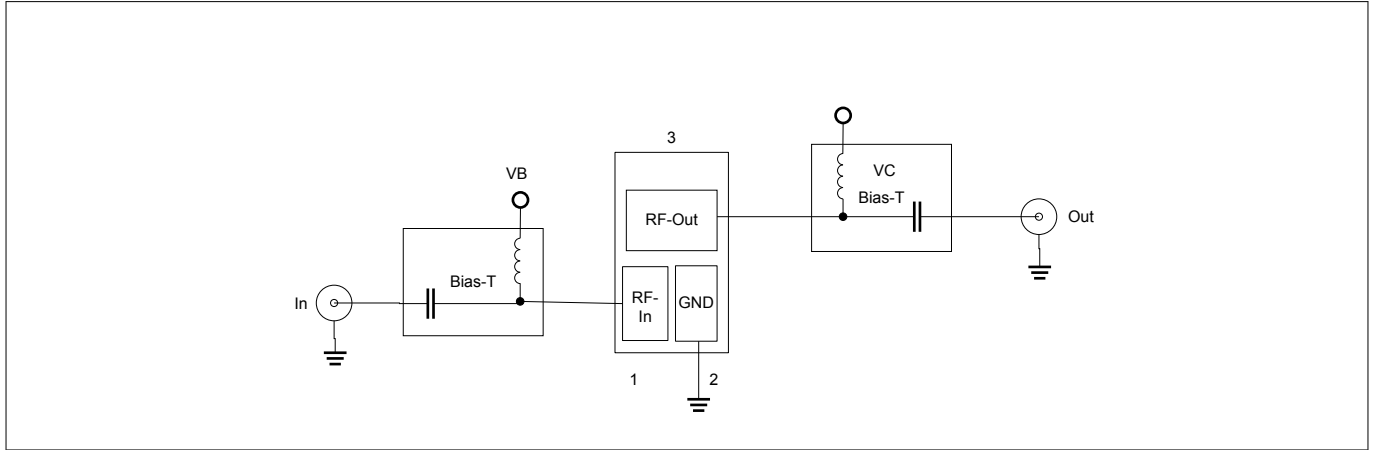 3
VB
VC
Bias-T
RF-Out
Out
Bias-T
In
RF-
In
GND
1
2